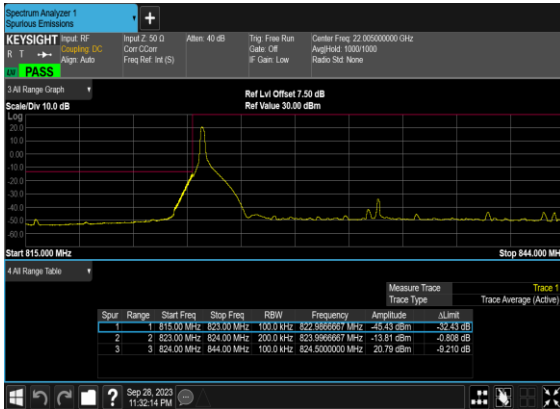 Spectrum Analyzer 1
Spurious Emissions
KEYSIGHT Input: RF Input Z: 50 Ω Atten: 40 dB Trig: Free Run Center Freq: 22.005000000 GHz
R T Coupling: DC Corr CCorr Gate: Off Avg|Hold: 1000/1000
Align: Auto Freq Ref: Int (S) IF Gain: Low Radio Std: None
PASS
3 All Range Graph
Ref Lvl Offset 7.50 dB
Scale/Div 10.0 dB Ref Value 30.00 dBm
Log
20.0
10.0
0.00
-10.0
-20.0
-30.0
-40.0
-50.0
-60.0
Start 815.000 MHz Stop 844.000 MH
4 All Range Table
Measure Trace Trace 1
Trace Type Trace Average (Active)
Spur Range Start Freq Stop Freq RBW Frequency Amplitude ΔLimit
1 1 815.00 MHz 823.00 MHz 100.0 kHz 822.9866667 MHz -45.43 dBm -32.43 dB
2 2 823.00 MHz 824.00 MHz 200.0 kHz 823.9966667 MHz -13.81 dBm -0.808 dB
3 3 824.00 MHz 844.00 MHz 100.0 kHz 824.5000000 MHz 20.79 dBm -9.210 dB
?
Sep 28, 2023
11:32:14 PM